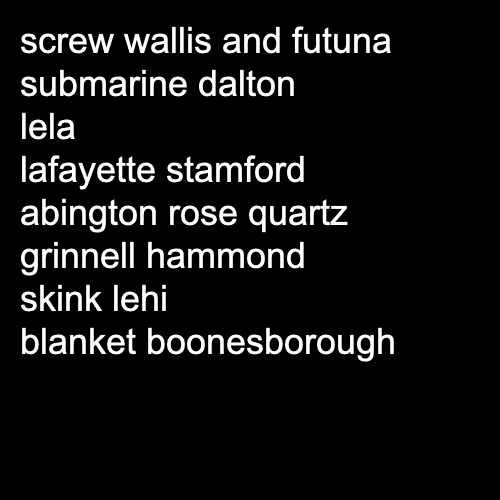 screw wallis and futuna
submarine dalton
lela
lafayette stamford
abington rose quartz
grinnell hammond
skink lehi
blanket boonesborough